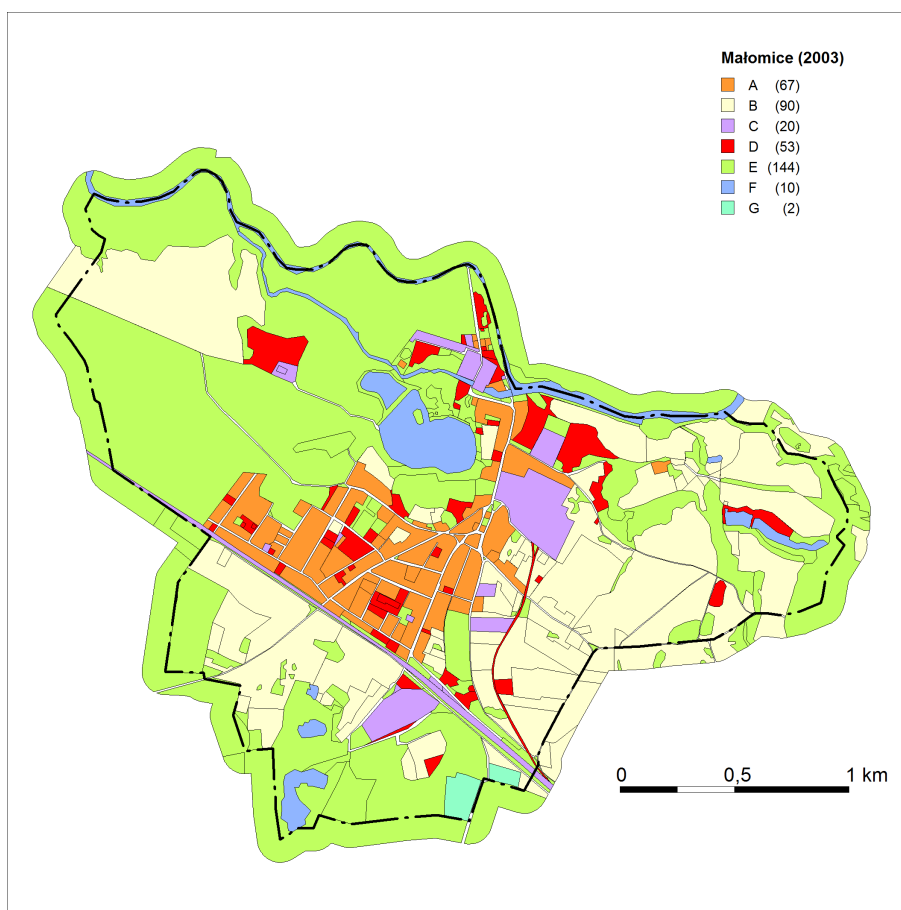 Małomice (2003)
A (67)
B (90)
C (20)
D (53)
E (144)
F (10)
G (2)
0 0,5 1 km